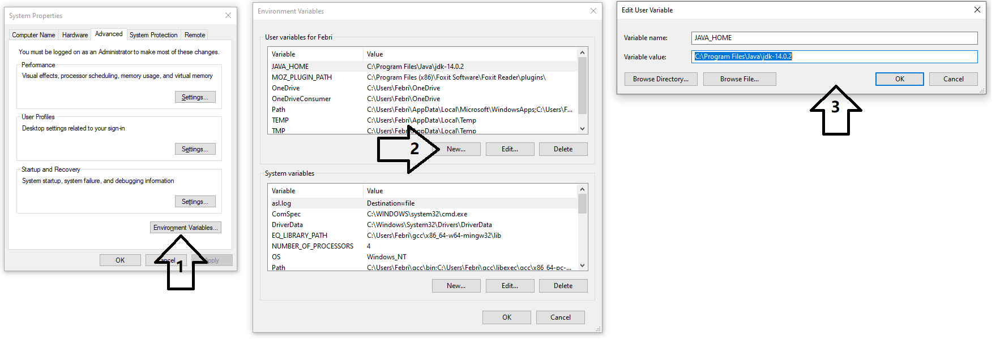 System Properties
Computer Name Hardware Advanced System Protection Remote
You must be logged on as an Administrator to make most of these changes.
Performance
Visual effects, processor scheduling, memory usage, and virtual memory
Settings...
User Profiles
Desktop settings related to your sign-in
Settings...
Startup and Recovery
System startup, system failure, and debugging information
Settings...
Environment Variables...
OK
1
Environment Variables
User variables for Febri
Variable Value
JAVA_HOME C:\Program Files\Java\jdk-14.0.2
MOZ_PLUGIN_PATH C:\Program Files (x86)\Foxit Software\Foxit Reader\plugins\
OneDrive C:\Users\Febri\OneDrive
OneDriveConsumer C:\Users\Febri\OneDrive
Path C:\Users\Febri\AppData\Local\Microsoft\WindowsApps;C:\Users\F...
TEMP C:\Users\Febri\AppData\Local\Temp
TMP C:\Users\Febri\AppData\Local\Temp
2 New... Edit... Delete
System variables
Variable Value
asl.log Destination=file
ComSpec C:\WINDOWS\system32\cmd.exe
DriverData C:\Windows\System32\Drivers\DriverData
EQ_LIBRARY_PATH C:\Users\Febri\gcc\x86_64-w64-mingw32\lib
NUMBER_OF_PROCESSORS 4
OS Windows_NT
Path C:\Users\Febri\gcc\bin;C:\Users\Febri\gcc\libexec\gcc\x86_64-pc-...
New... Edit... Delete
OK Cancel
Edit User Variable
Variable name: JAVA_HOME
Variable value: C:\Program Files\Java\jdk-14.0.2
Browse Directory... Browse File... OK Cancel
3